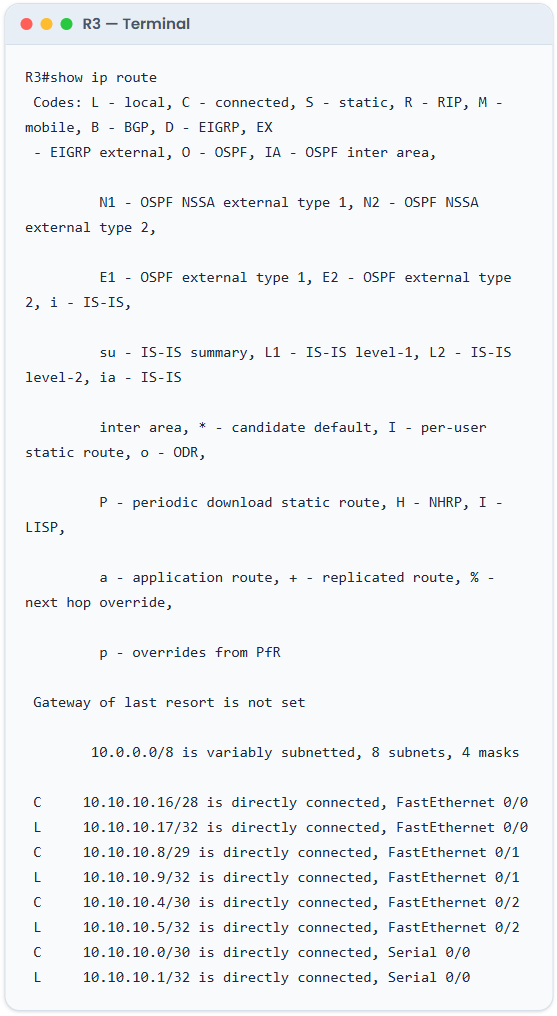 R3 — Terminal
R3#show ip route
Codes: L - local, C - connected, S - static, R - RIP, M -
mobile, B - BGP, D - EIGRP, EX
- EIGRP external, O - OSPF, IA - OSPF inter area,
N1 - OSPF NSSA external type 1, N2 - OSPF NSSA
external type 2,
E1 - OSPF external type 1, E2 - OSPF external type
2, i - IS-IS,
su - IS-IS summary, L1 - IS-IS level-1, L2 - IS-IS
level-2, ia - IS-IS
inter area, * - candidate default, I - per-user
static route, o - ODR,
P - periodic download static route, H - NHRP, I -
LISP,
a - application route, + - replicated route, % -
next hop override,
p - overrides from PfR
Gateway of last resort is not set
10.0.0.0/8 is variably subnetted, 8 subnets, 4 masks
C 10.10.10.16/28 is directly connected, FastEthernet 0/0
L 10.10.10.17/32 is directly connected, FastEthernet 0/0
C 10.10.10.8/29 is directly connected, FastEthernet 0/1
L 10.10.10.9/32 is directly connected, FastEthernet 0/1
C 10.10.10.4/30 is directly connected, FastEthernet 0/2
L 10.10.10.5/32 is directly connected, FastEthernet 0/2
C 10.10.10.0/30 is directly connected, Serial 0/0
L 10.10.10.1/32 is directly connected, Serial 0/0